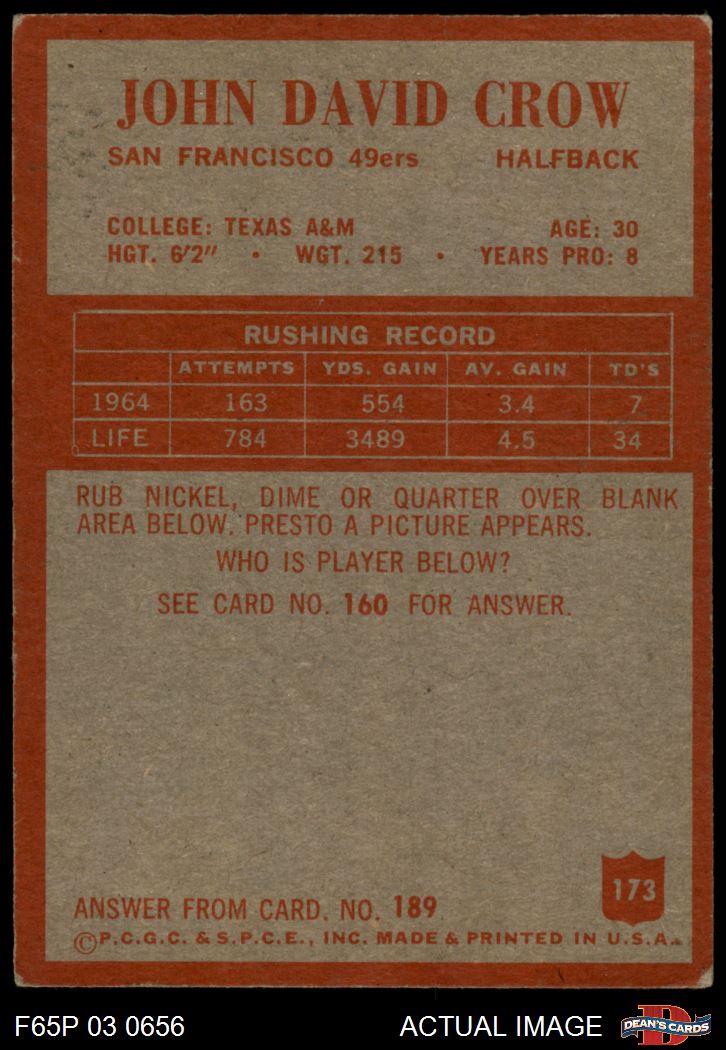 JOHN DAVID CROW
SAN FRANCISCO 49ers HALFBACK
COLLEGE: TEXAS A&M AGE: 30
HGT. 6'2" • WGT. 215 • YEARS PRO: 8
RUSHING RECORD
ATTEMPTS YDS. GAIN AV. GAIN TD'S
1964 163 554 3.4 7
LIFE 784 3489 4.5 34
RUB NICKEL, DIME OR QUARTER OVER BLANK
AREA BELOW. PRESTO A PICTURE APPEARS.
WHO IS PLAYER BELOW?
SEE CARD NO. 160 FOR ANSWER.
173
ANSWER FROM CARD. NO. 189
©P.C.G.C. & S.P.C.E., INC. MADE & PRINTED IN U.S.A.
F65P 03 0656 ACTUAL IMAGE
D
DEAN'S CARDS